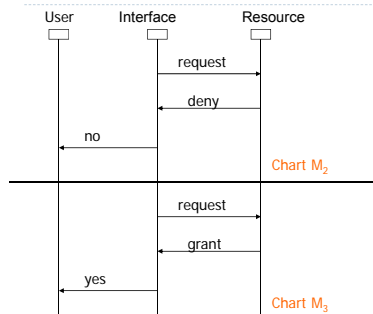 User Interface Resource
request
deny
no
Chart M2
request
grant
yes
Chart M3